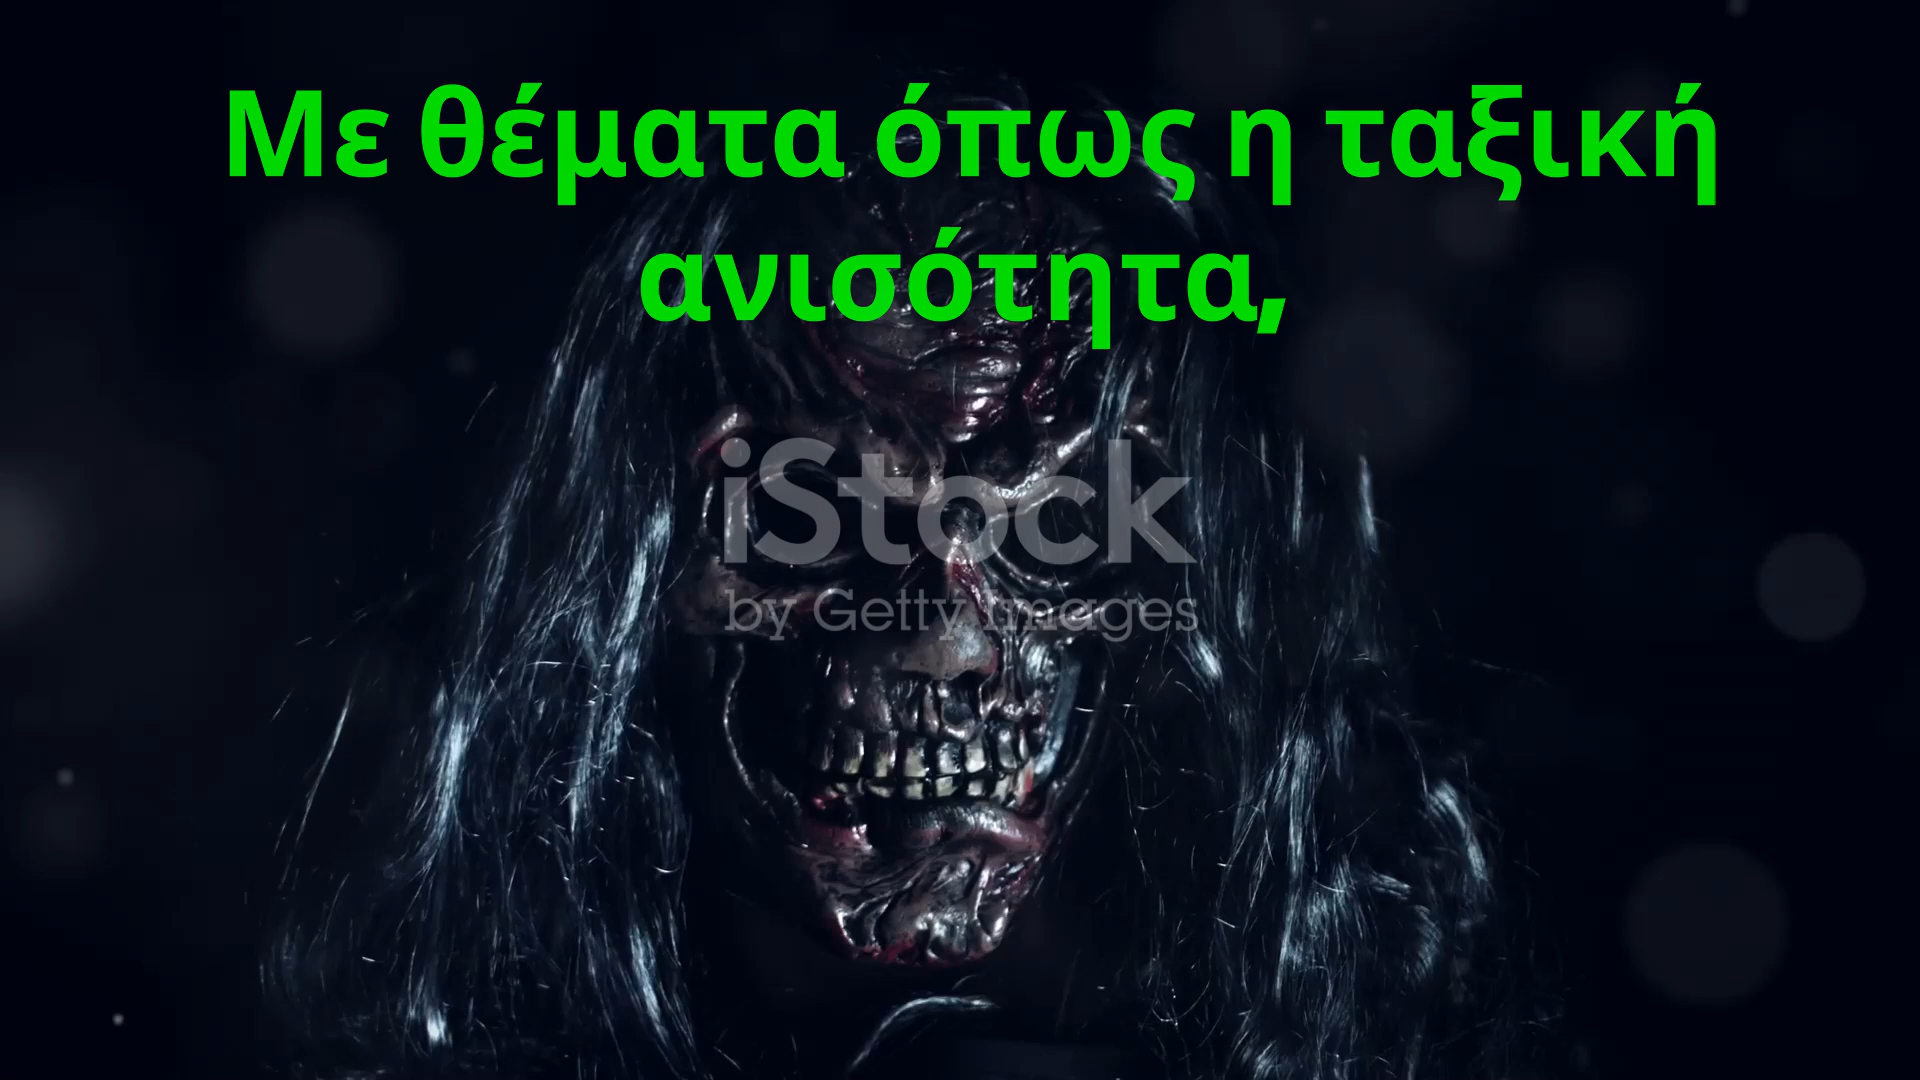 Με θέματα όπως η ταξική
ανισότητα,
iStock
by Getty Images